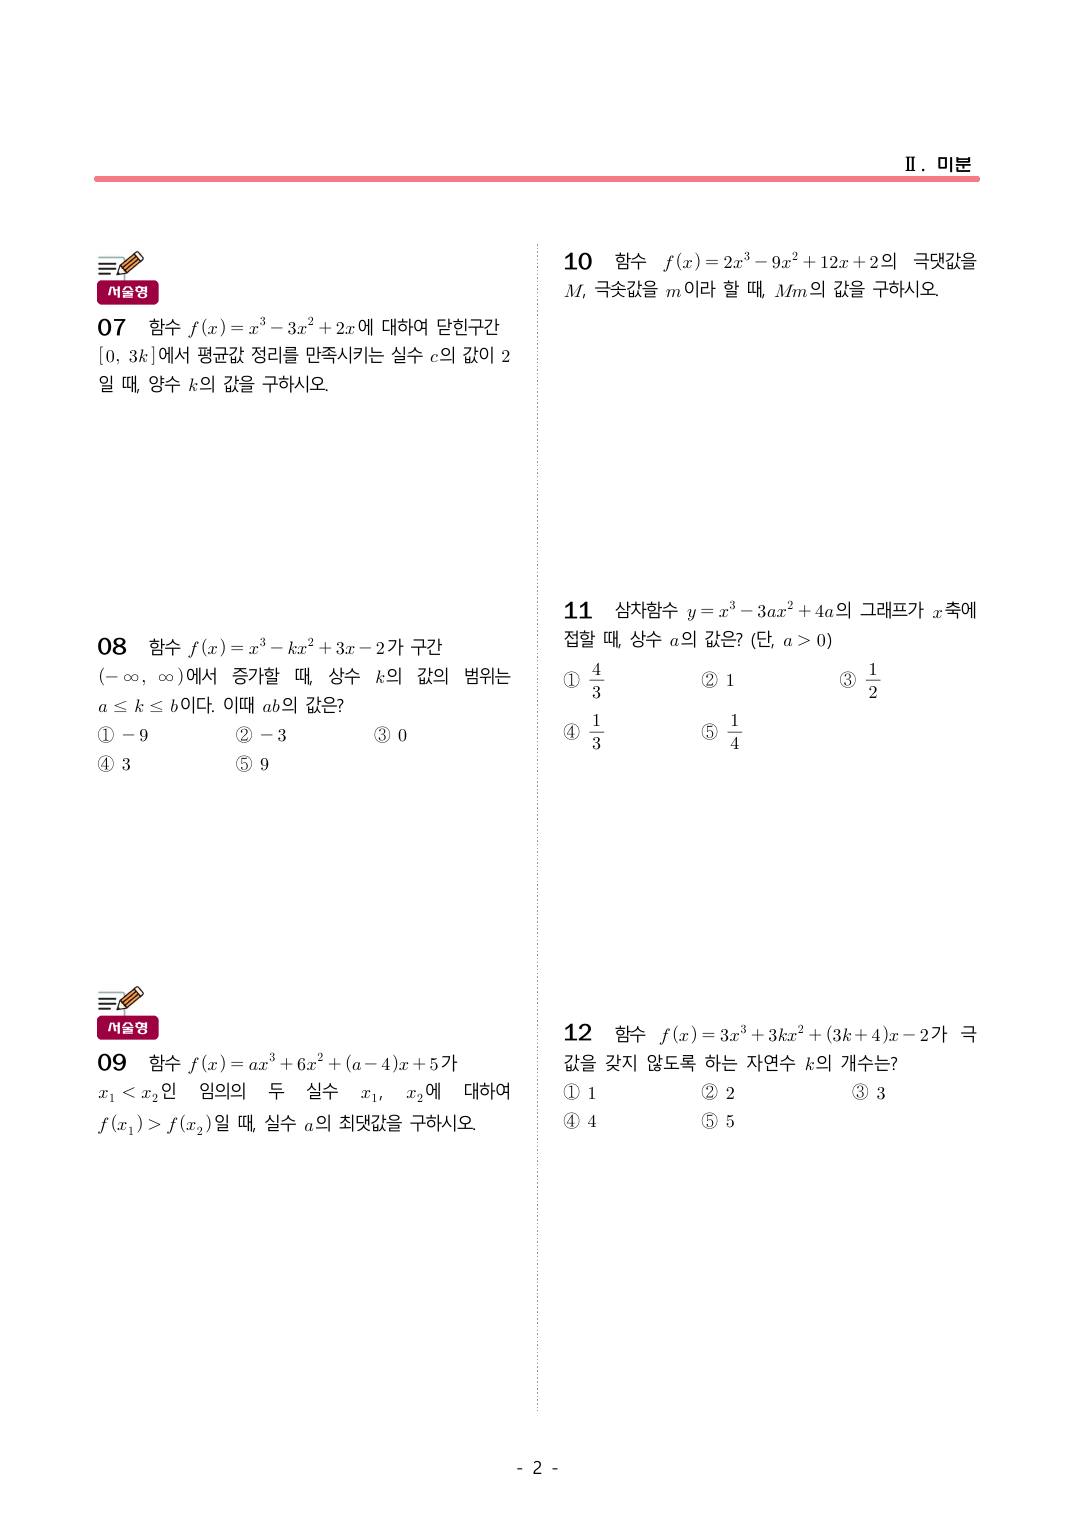 Ⅱ. 미분
서술형
07 함수 f(x)=x³-3x²+2x에 대하여 닫힌구간
[0, 3k]에서 평균값 정리를 만족시키는 실수 c의 값이 2
일 때, 양수 k의 값을 구하시오.
08 함수 f(x)=x³-kx²+3x-2가 구간
(-∞, ∞)에서 증가할 때, 상수 k의 값의 범위는
a≤k≤b이다. 이때 ab의 값은?
① -9 ② -3 ③ 0
④ 3 ⑤ 9
서술형
09 함수 f(x)=ax³+6x²+(a-4)x+5가
x₁<x₂인 임의의 두 실수 x₁, x₂에 대하여
f(x₁)>f(x₂)일 때, 실수 a의 최댓값을 구하시오.
10 함수 f(x)=2x³-9x²+12x+2의 극댓값을
M, 극솟값을 m이라 할 때, Mm의 값을 구하시오.
11 삼차함수 y=x³-3ax²+4a의 그래프가 x축에
접할 때, 상수 a의 값은? (단, a>0)
① 4/3 ② 1 ③ 1/2
④ 1/3 ⑤ 1/4
12 함수 f(x)=3x³+3kx²+(3k+4)x-2가 극
값을 갖지 않도록 하는 자연수 k의 개수는?
① 1 ② 2 ③ 3
④ 4 ⑤ 5
- 2 -